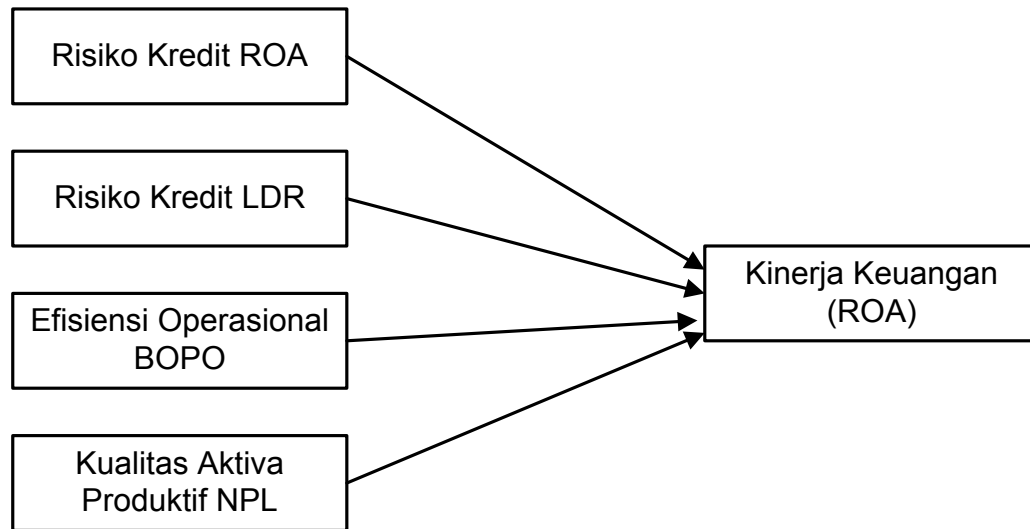 Risiko Kredit ROA
Risiko Kredit LDR
Efisiensi Operasional
BOPO
Kualitas Aktiva
Produktif NPL
Kinerja Keuangan
(ROA)